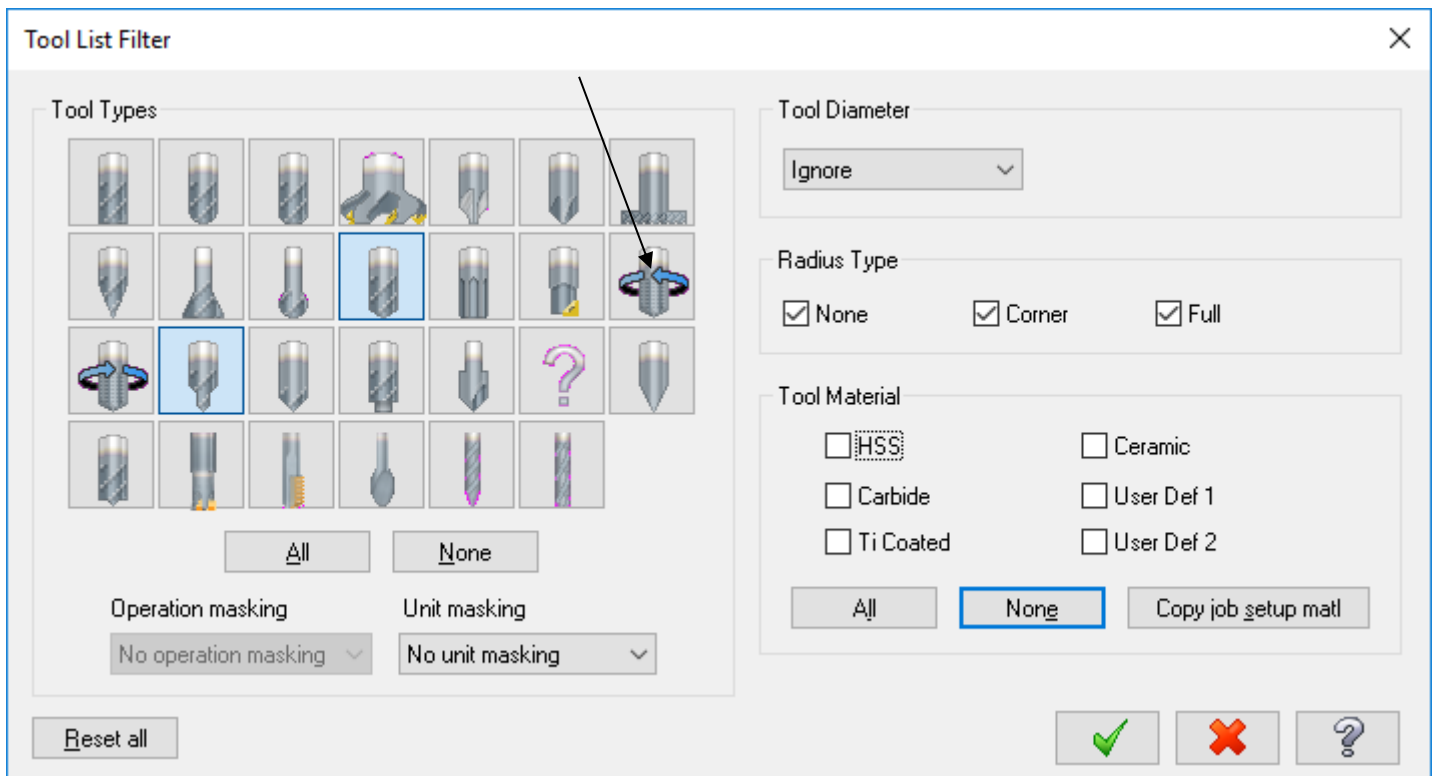 Tool List Filter
Tool Types
All
None
Operation masking
Unit masking
No operation masking
No unit masking
Reset all
Tool Diameter
Ignore
Radius Type
None
Corner
Full
Tool Material
HSS
Ceramic
Carbide
User Def 1
Ti Coated
User Def 2
All
None
Copy job setup matl